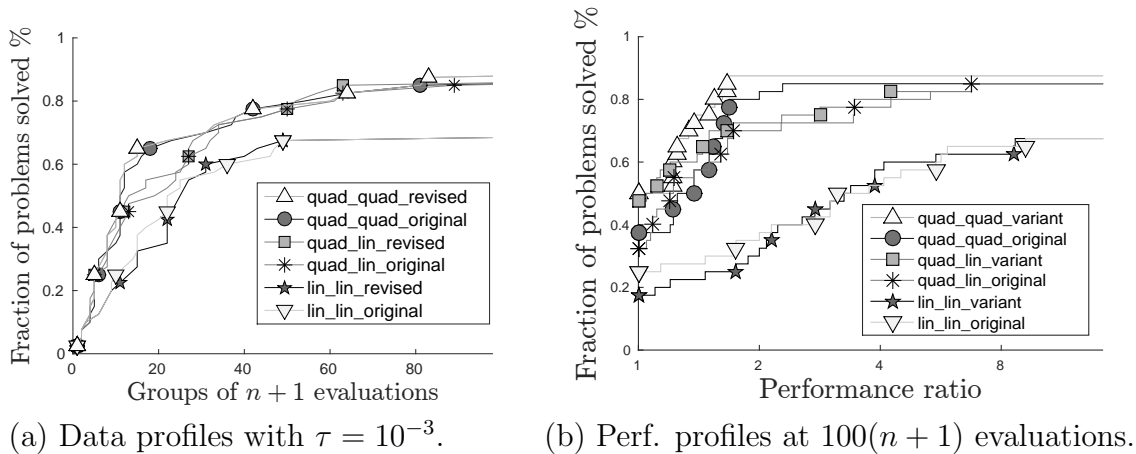 Fraction of problems solved %
1
0.8
0.6
0.4
0.2
0
0
20
40
60
80
quad_quad_revised
quad_quad_original
quad_lin_revised
quad_lin_original
lin_lin_revised
lin_lin_original
Groups of n + 1 evaluations
(a) Data profiles with τ = 10⁻³.
Fraction of problems solved %
1
0.8
0.6
0.4
0.2
0
1
2
4
8
quad_quad_variant
quad_quad_original
quad_lin_variant
quad_lin_original
lin_lin_variant
lin_lin_original
Performance ratio
(b) Perf. profiles at 100(n + 1) evaluations.